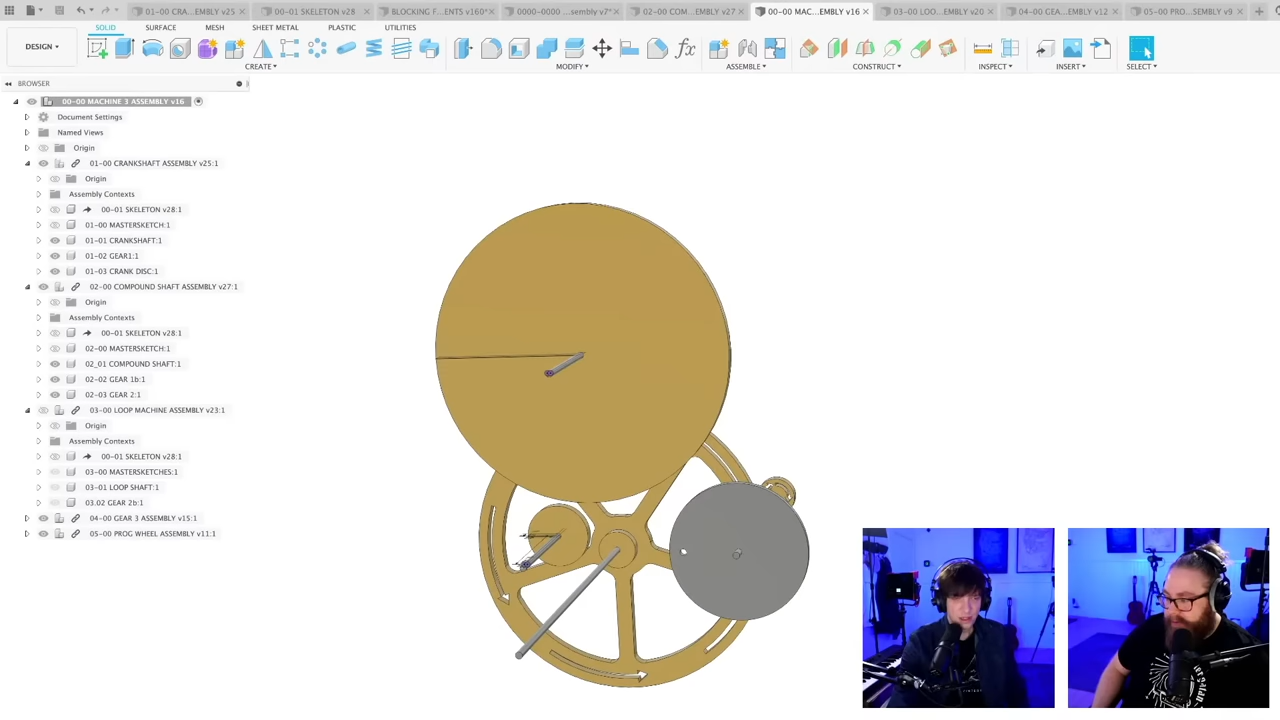 01-00 CRA...EMBLY v25
00-01 SKELETON v28
BLOCKING F...ENTS v160*
0000-0000 ...sembly v7*
02-00 COM...EMBLY v27
00-00 MAC...EMBLY v16
03-00 LOO...EMBLY v20
04-00 GEA...EMBLY v12
05-00 PRO...SEMBLY v9
SOLID SURFACE MESH SHEET METAL PLASTIC UTILITIES
DESIGN
CREATE MODIFY ASSEMBLE CONSTRUCT INSPECT INSERT SELECT
BROWSER
00-00 MACHINE 3 ASSEMBLY v16
Document Settings
Named Views
Origin
01-00 CRANKSHAFT ASSEMBLY v25:1
Origin
Assembly Contexts
00-01 SKELETON v28:1
01-00 MASTERSKETCH:1
01-01 CRANKSHAFT:1
01-02 GEAR1:1
01-03 CRANK DISC:1
02-00 COMPOUND SHAFT ASSEMBLY v27:1
Origin
Assembly Contexts
00-01 SKELETON v28:1
02-00 MASTERSKETCH:1
02_01 COMPOUND SHAFT:1
02-02 GEAR 1b:1
02-03 GEAR 2:1
03-00 LOOP MACHINE ASSEMBLY v23:1
Origin
Assembly Contexts
00-01 SKELETON v28:1
03-00 MASTERSKETCHES:1
03-01 LOOP SHAFT:1
03.02 GEAR 2b:1
04-00 GEAR 3 ASSEMBLY v15:1
05-00 PROG WHEEL ASSEMBLY v11:1